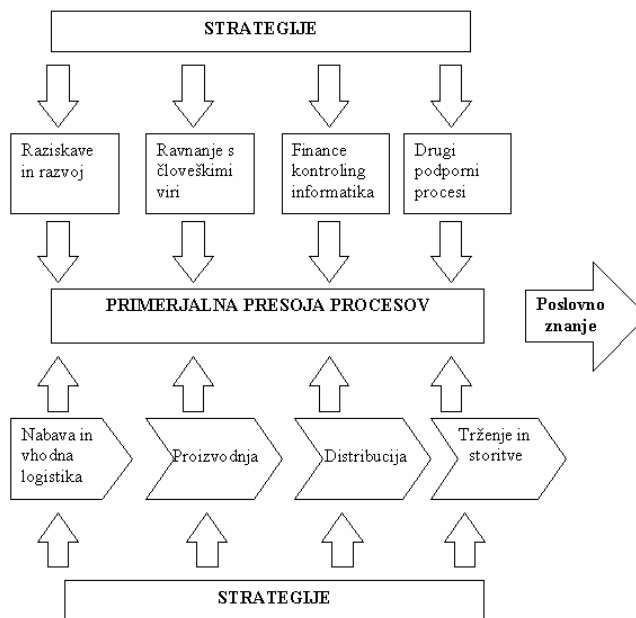 STRATEGIJE
Raziskave
in razvoj
Ravnanje s
človeškimi
viri
Finance
kontroling
informatika
Drugi
podporni
procesi
PRIMERJALNA PRESOJA PROCESOV
Poslovno
znanje
Nabava in
vhodna
logistika
Proizvodnja
Distribucija
Trženje in
storitve
STRATEGIJE